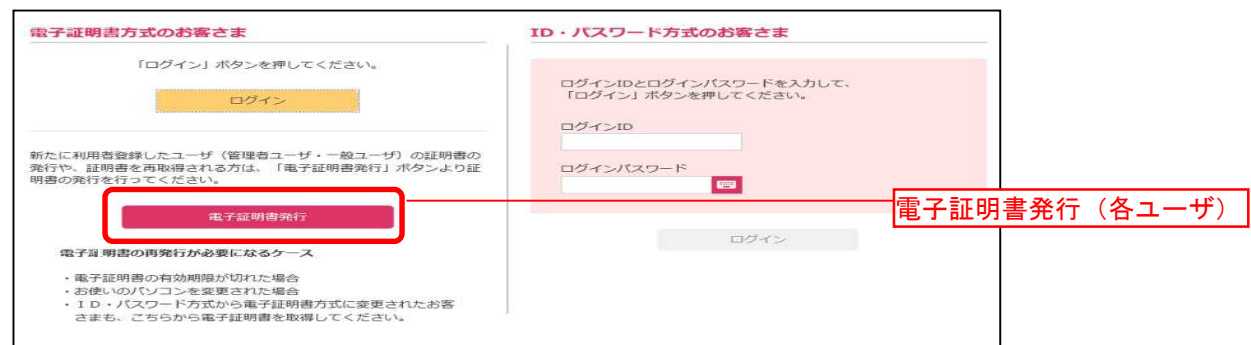 電子証明書方式のお客さま
「ログイン」ボタンを押してください。
ログイン
新たに利用者登録したユーザ（管理者ユーザ・一般ユーザ）の証明書の
発行や、証明書を再取得される方は、「電子証明書発行」ボタンより証
明書の発行を行ってください。
電子証明書発行
電子証明書の再発行が必要になるケース
・電子証明書の有効期限が切れた場合
・お使いのパソコンを変更された場合
・ＩＤ・パスワード方式から電子証明書方式に変更されたお客
さまも、こちらから電子証明書を取得してください。
ID・パスワード方式のお客さま
ログインIDとログインパスワードを入力して、
「ログイン」ボタンを押してください。
ログインID
ログインパスワード
ログイン
電子証明書発行（各ユーザ）